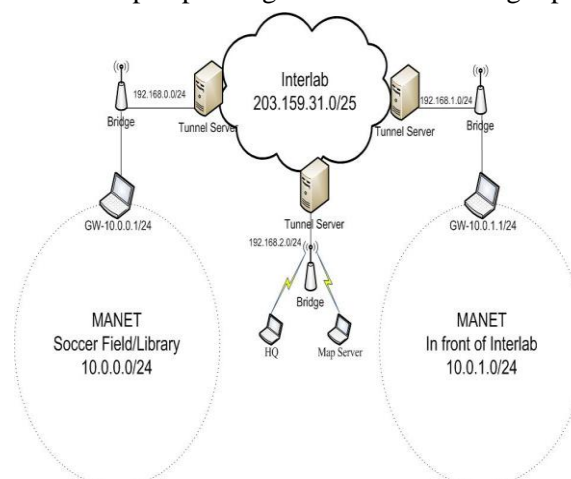 Interlab
203.159.31.0/25
192.168.0.0/24
Bridge
Tunnel Server
192.168.1.0/24
Tunnel Server
Bridge
GW-10.0.0.1/24
Tunnel Server
GW-10.0.1.1/24
192.168.2.0/24
Bridge
HQ
Map Server
MANET
Soccer Field/Library
10.0.0.0/24
MANET
In front of Interlab
10.0.1.0/24